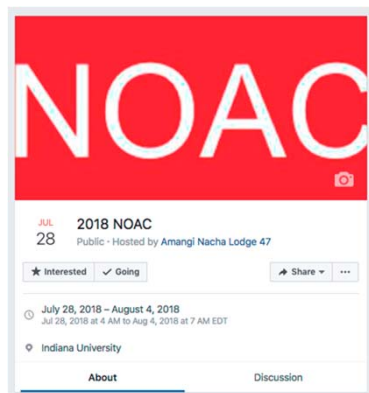 NOAC
JUL
28
2018 NOAC
Public · Hosted by Amangi Nacha Lodge 47
★ Interested ✓ Going
Share ▾ ···
July 28, 2018 – August 4, 2018
Jul 28, 2018 at 4 AM to Aug 4, 2018 at 7 AM EDT
Indiana University
About Discussion